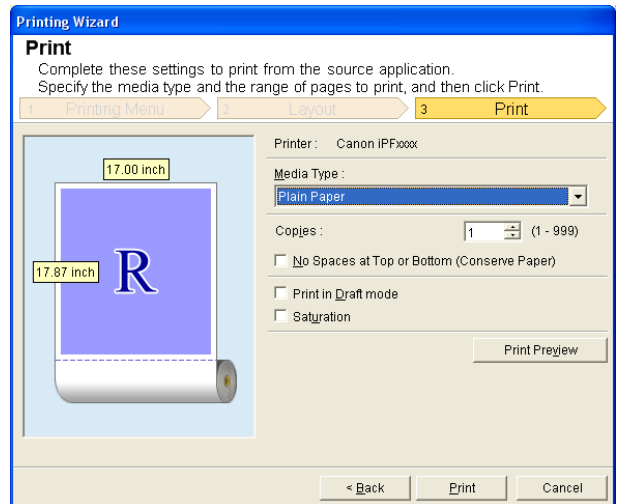 Printing Wizard
Print
Complete these settings to print from the source application.
Specify the media type and the range of pages to print, and then click Print.
1 Printing Menu 2 Layout 3 Print
Printer : Canon iPFxxxx
17.00 inch
Media Type :
Plain Paper
Copies : 1 (1 - 999)
No Spaces at Top or Bottom (Conserve Paper)
17.87 inch
R
Print in Draft mode
Saturation
Print Preview
< Back Print Cancel